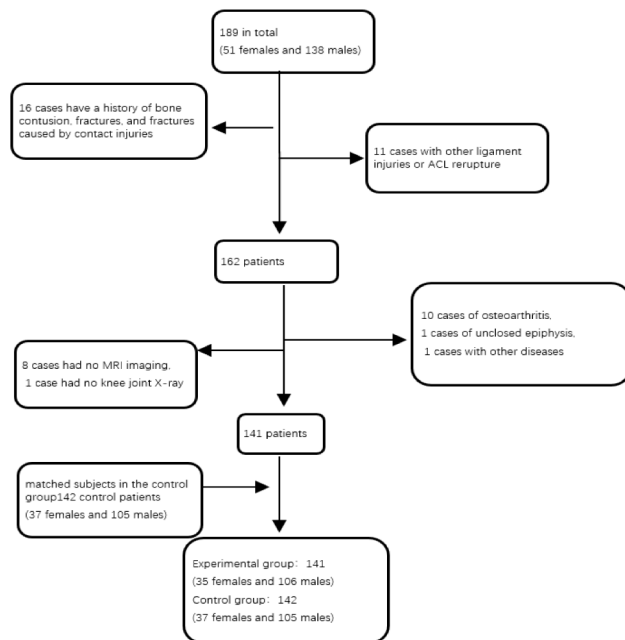 189 in total
(51 females and 138 males)
16 cases have a history of bone
contusion, fractures, and fractures
caused by contact injuries
11 cases with other ligament
injuries or ACL rerupture
162 patients
10 cases of osteoarthritis,
1 cases of unclosed epiphysis,
1 cases with other diseases
8 cases had no MRI imaging,
1 case had no knee joint X-ray
141 patients
matched subjects in the control
group142 control patients
(37 females and 105 males)
Experimental group: 141
(35 females and 106 males)
Control group: 142
(37 females and 105 males)